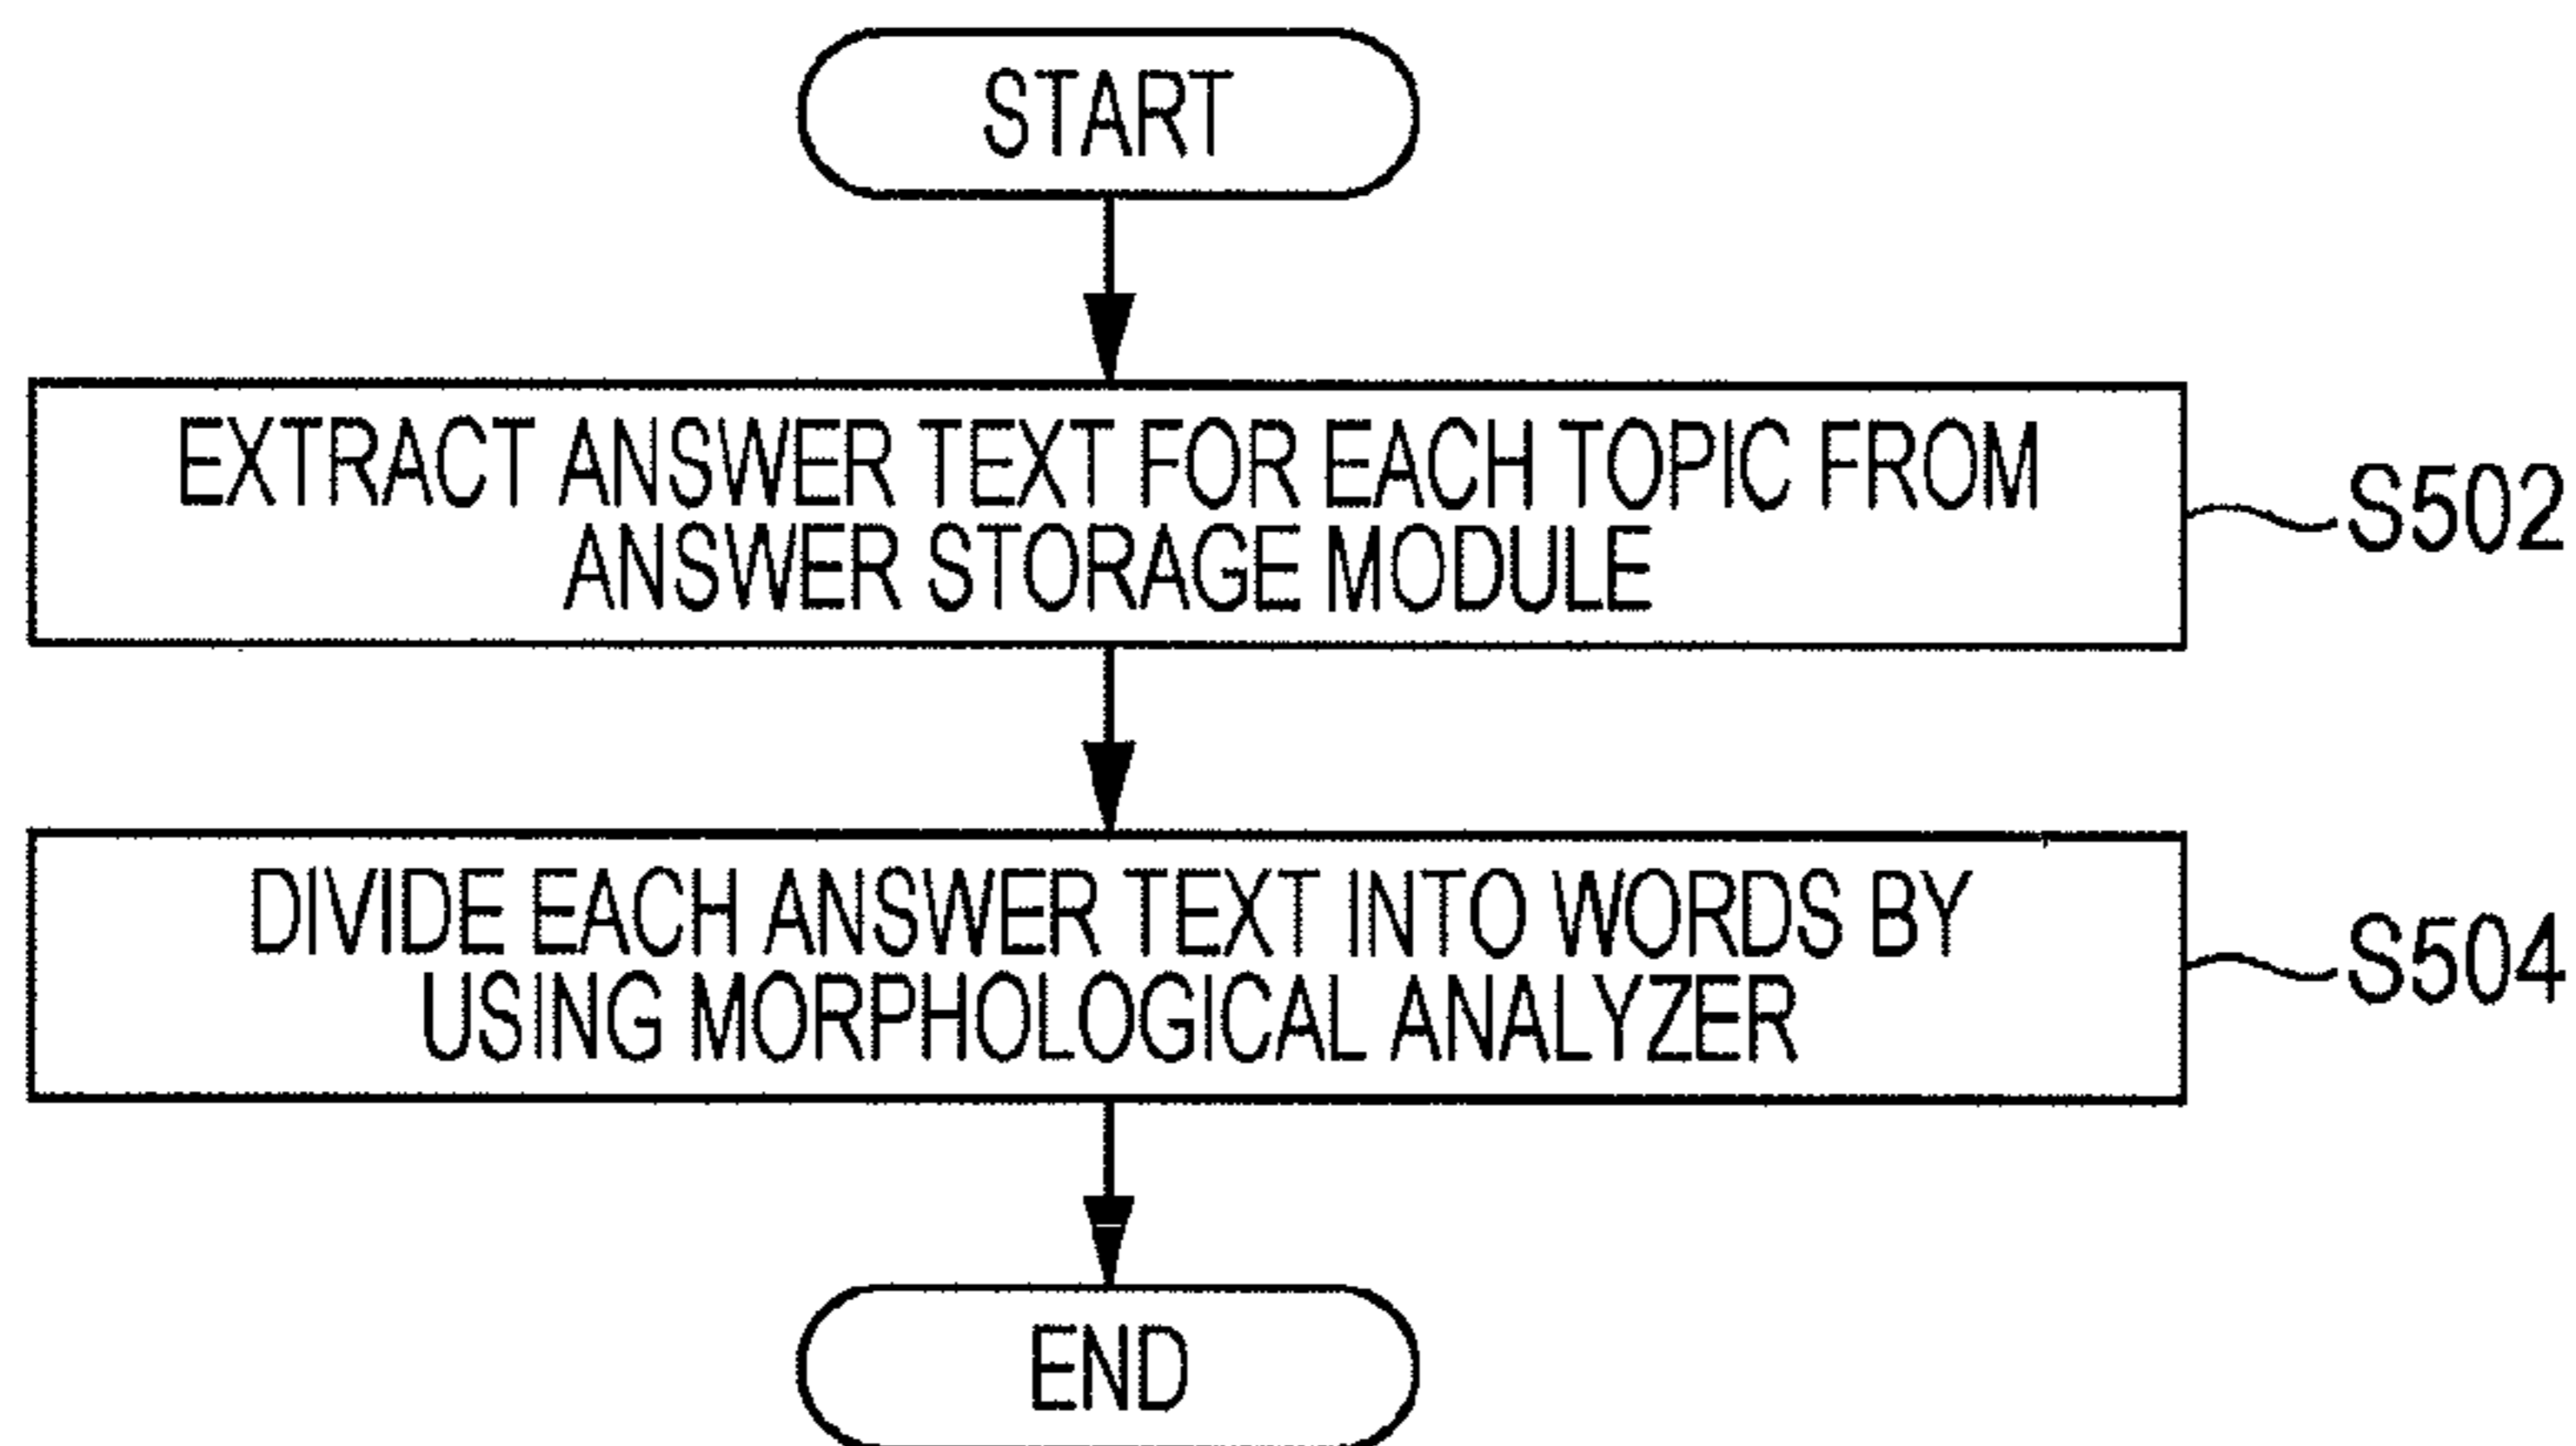 START
EXTRACT ANSWER TEXT FOR EACH TOPIC FROM
ANSWER STORAGE MODULE
S502
DIVIDE EACH ANSWER TEXT INTO WORDS BY
USING MORPHOLOGICAL ANALYZER
S504
END